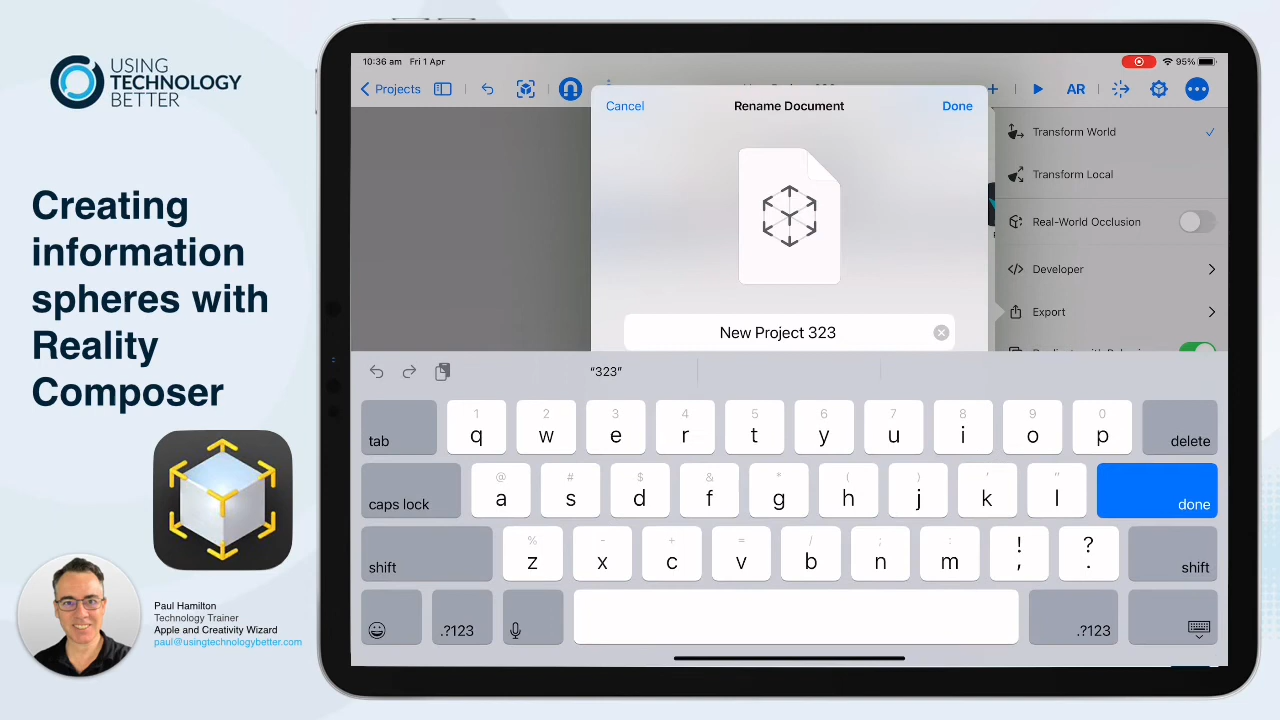 USING
TECHNOLOGY
BETTER
Creating
information
spheres with
Reality
Composer
Paul Hamilton
Technology Trainer
Apple and Creativity Wizard
paul@usingtechnologybetter.com
10:36 am Fri 1 Apr
95%
Projects
AR
Cancel
Rename Document
Done
Transform World
Transform Local
Real-World Occlusion
Developer
Export
New Project 323
“323”
1 2 3 4 5 6 7 8 9 0
tab q w e r t y u i o p delete
@ # $ & * ( ) ' "
caps lock a s d f g h j k l done
% - + = / ; :
shift z x c v b n m ! , ? . shift
.?123 .?123